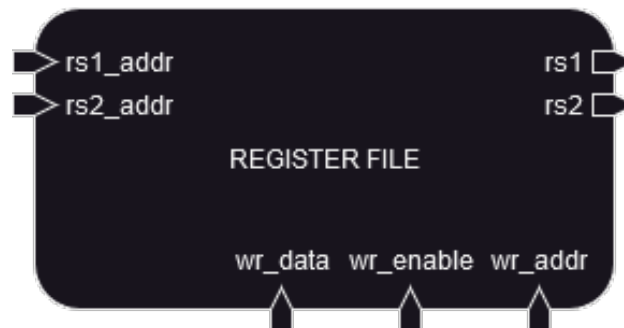 rs1_addr rs1
rs2_addr rs2
REGISTER FILE
wr_data wr_enable wr_addr